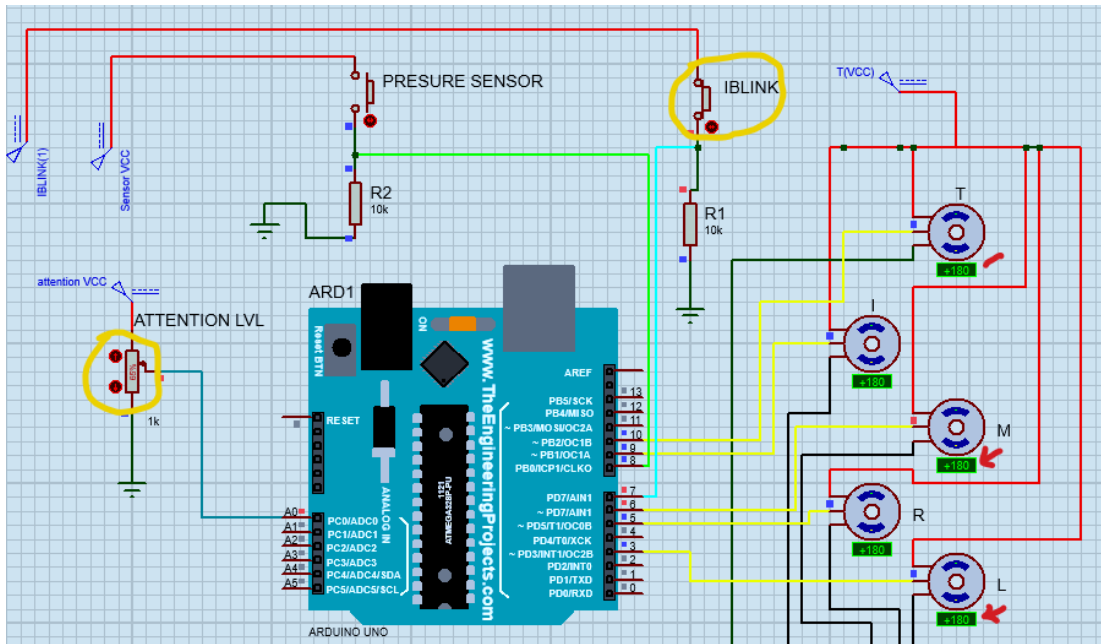 PRESURE SENSOR
IBLINK
T(VCC)
IBLINK(1)
Sensor VCC
R2
10k
R1
10k
T
+180
attention VCC
ATTENTION LVL
65%
1k
ARD1
Reset BTN
ON
www.TheEngineeringProjects.com
I
+180
AREF
13
PB5/SCK
12
PB4/MISO
11
~ PB3/MOSI/OC2A
10
~ PB2/OC1B
9
~ PB1/OC1A
8
PB0/ICP1/CLKO
RESET
M
+180
1121
ATMEGA328P-PU
ANALOG IN
7
PD7/AIN1
6
~ PD7/AIN1
5
~ PD5/T1/OC0B
4
PD4/T0/XCK
3
~ PD3/INT1/OC2B
2
PD2/INT0
1
PD1/TXD
0
PD0/RXD
A0
PC0/ADC0
A1
PC1/ADC1
A2
PC2/ADC2
A3
PC3/ADC3
A4
PC4/ADC4/SDA
A5
PC5/ADC5/SCL
R
+180
L
+180
ARDUINO UNO